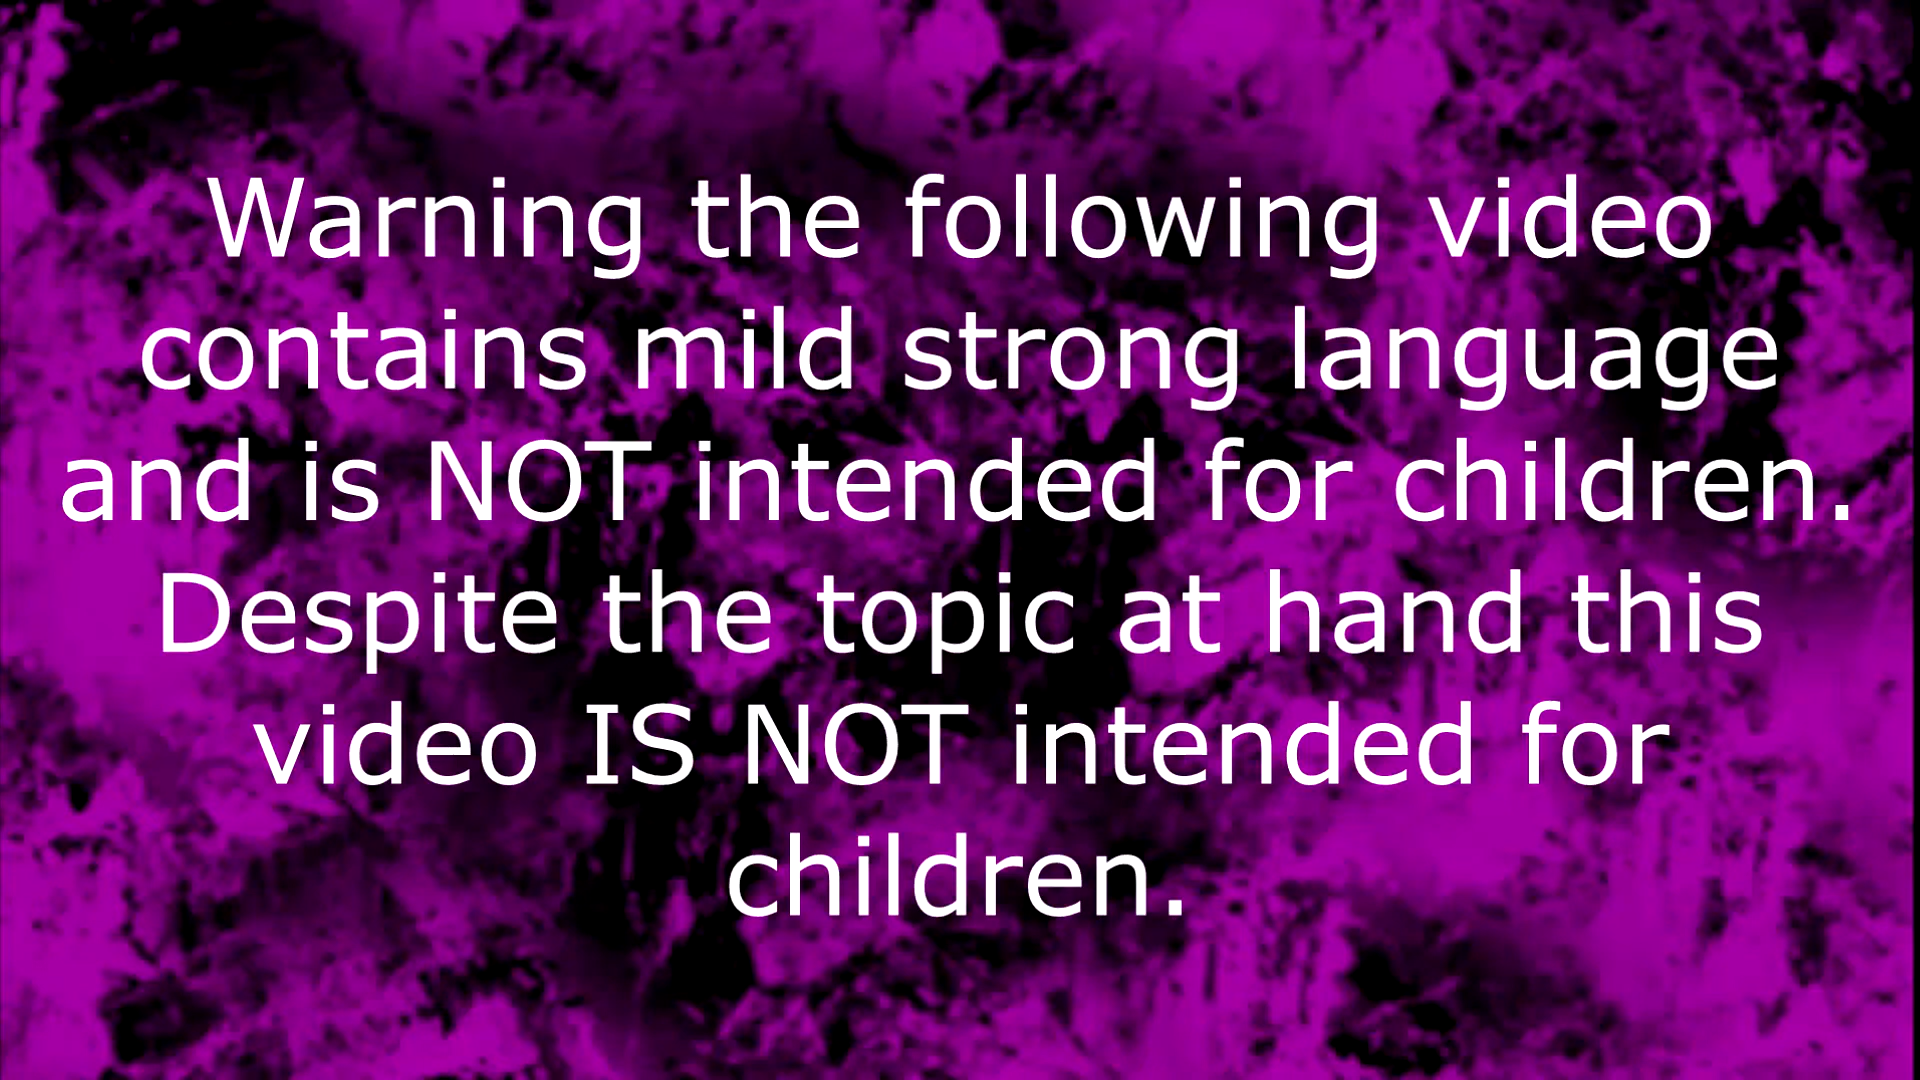 Warning the following video
contains mild strong language
and is NOT intended for children.
Despite the topic at hand this
video IS NOT intended for
children.